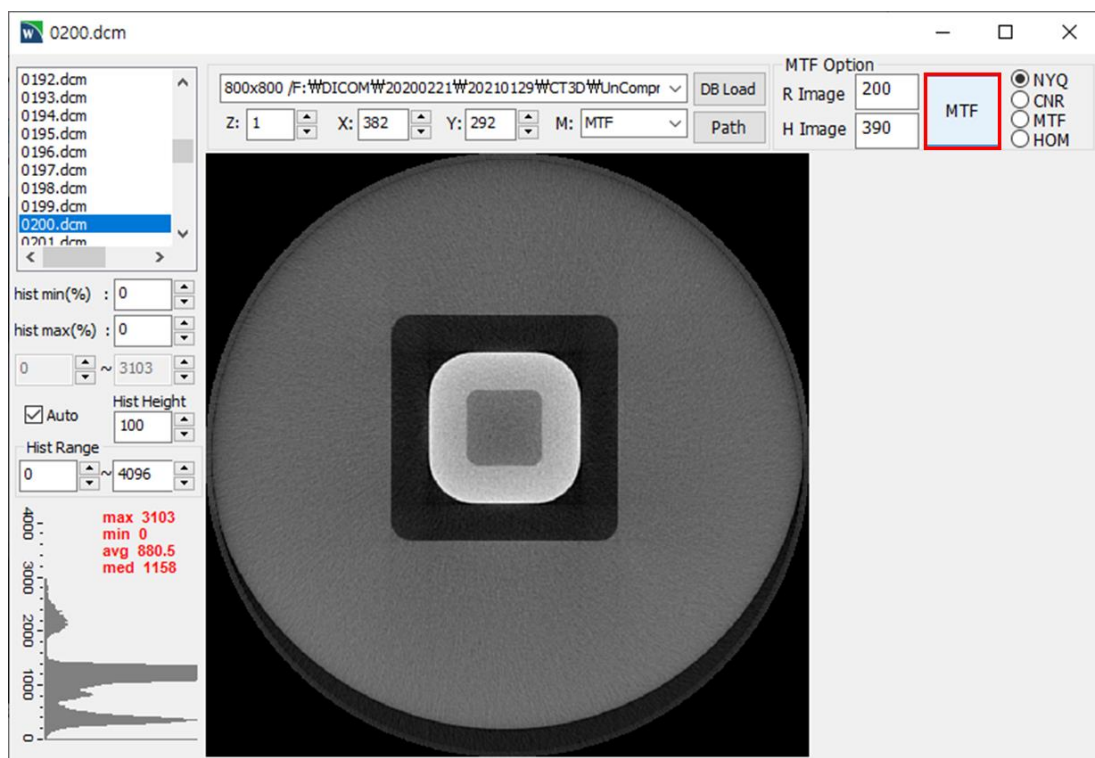 0200.dcm
0192.dcm
0193.dcm
0194.dcm
0195.dcm
0196.dcm
0197.dcm
0198.dcm
0199.dcm
0200.dcm
0201.dcm
800x800 /F:₩DICOM₩20200221₩20210129₩CT3D₩UnCompr
DB Load
Z: 1 X: 382 Y: 292 M: MTF
Path
MTF Option
R Image 200
H Image 390
MTF
NYQ
CNR
MTF
HOM
hist min(%) : 0
hist max(%) : 0
0 ~ 3103
Auto
Hist Height
100
Hist Range
0 ~ 4096
max 3103
min 0
avg 880.5
med 1158
4000
3000
2000
1000
0